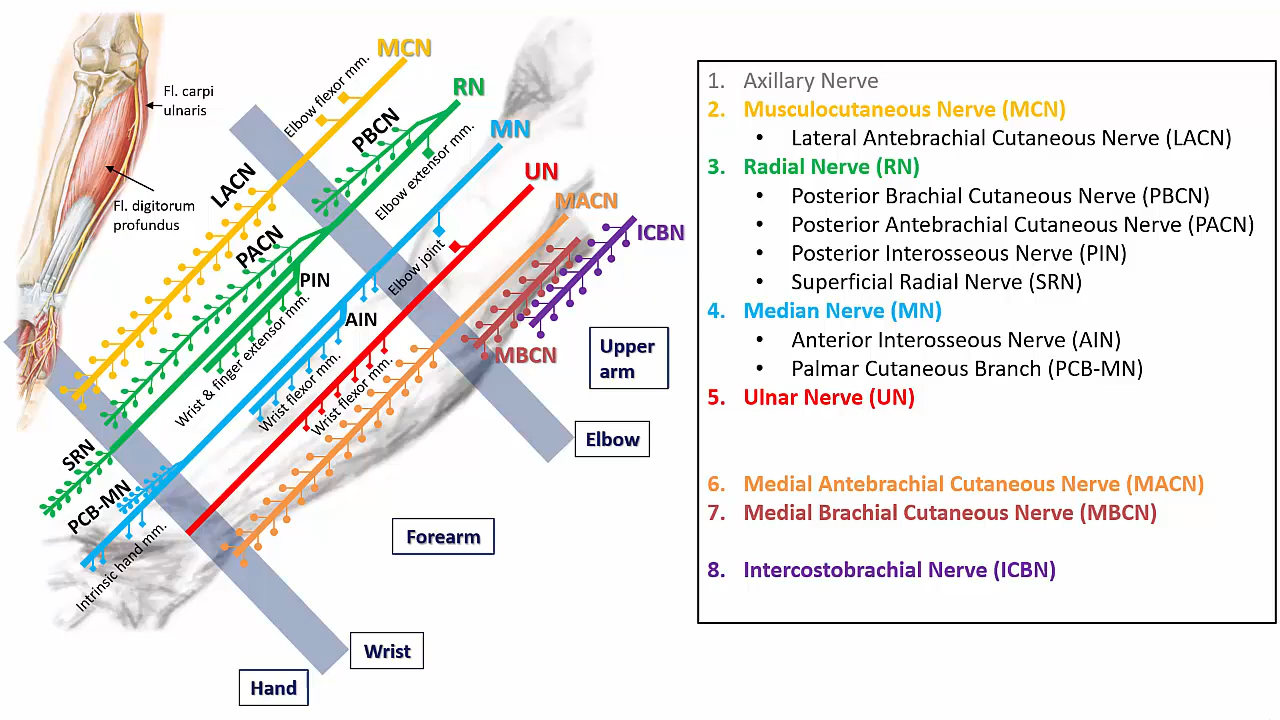 MCN
Elbow flexor mm.
RN
Fl. carpi
ulnaris
PBCN
MN
Elbow extensor mm.
UN
LACN
MACN
Fl. digitorum
profundus
ICBN
PACN
Elbow joint
PIN
AIN
Wrist & finger extensor mm.
Wrist flexor mm.
Wrist flexor mm.
MBCN
Upper
arm
Elbow
SRN
PCB-MN
Forearm
Intrinsic hand mm.
Wrist
Hand
1. Axillary Nerve
2. Musculocutaneous Nerve (MCN)
• Lateral Antebrachial Cutaneous Nerve (LACN)
3. Radial Nerve (RN)
• Posterior Brachial Cutaneous Nerve (PBCN)
• Posterior Antebrachial Cutaneous Nerve (PACN)
• Posterior Interosseous Nerve (PIN)
• Superficial Radial Nerve (SRN)
4. Median Nerve (MN)
• Anterior Interosseous Nerve (AIN)
• Palmar Cutaneous Branch (PCB-MN)
5. Ulnar Nerve (UN)
6. Medial Antebrachial Cutaneous Nerve (MACN)
7. Medial Brachial Cutaneous Nerve (MBCN)
8. Intercostobrachial Nerve (ICBN)